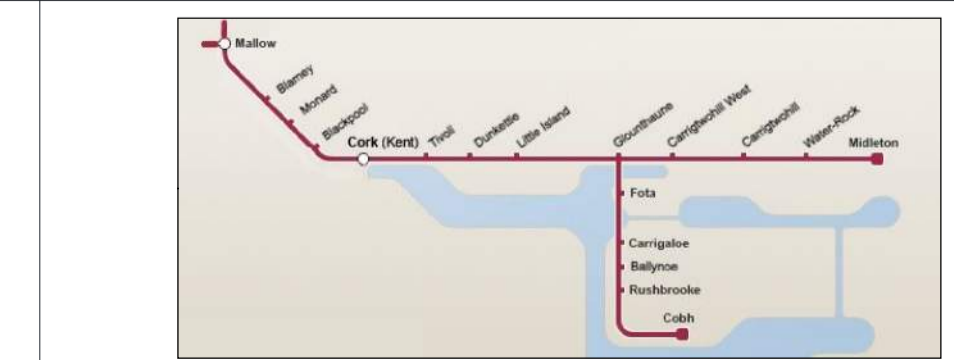 Mallow
Blarney
Monard
Blackpool
Cork (Kent)
Tivoli
Dunkettle
Little Island
Glounthaune
Carrigtwohill West
Carrigtwohill
Water-Rock
Midleton
Fota
Carrigaloe
Ballynoe
Rushbrooke
Cobh